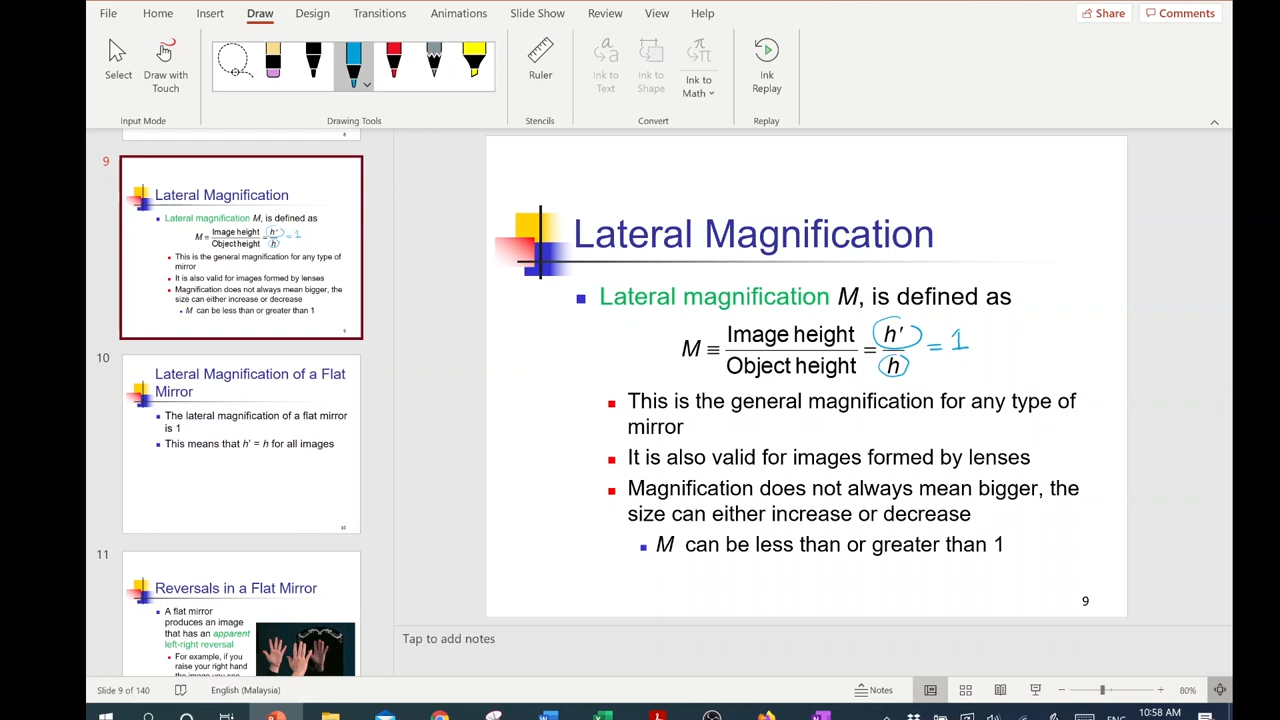 File Home Insert Draw Design Transitions Animations Slide Show Review View Help Share Comments
Select
Draw with Touch
Ruler
Ink to Text
Ink to Shape
Ink to Math
Ink Replay
Input Mode Drawing Tools Stencils Convert Replay
8
9
Lateral Magnification
Lateral magnification M, is defined as
M ≡ Image height / Object height = h' / h = 1
This is the general magnification for any type of
mirror
It is also valid for images formed by lenses
Magnification does not always mean bigger, the
size can either increase or decrease
M can be less than or greater than 1
9
10
Lateral Magnification of a Flat
Mirror
The lateral magnification of a flat mirror
is 1
This means that h' = h for all images
10
11
Reversals in a Flat Mirror
A flat mirror
produces an image
that has an apparent
left-right reversal
For example, if you
raise your right hand
the image you see
Lateral Magnification
Lateral magnification M, is defined as
M ≡ Image height / Object height = h' / h = 1
This is the general magnification for any type of
mirror
It is also valid for images formed by lenses
Magnification does not always mean bigger, the
size can either increase or decrease
M can be less than or greater than 1
9
Tap to add notes
Slide 9 of 140 English (Malaysia) Notes 80%
ENG 10:58 AM